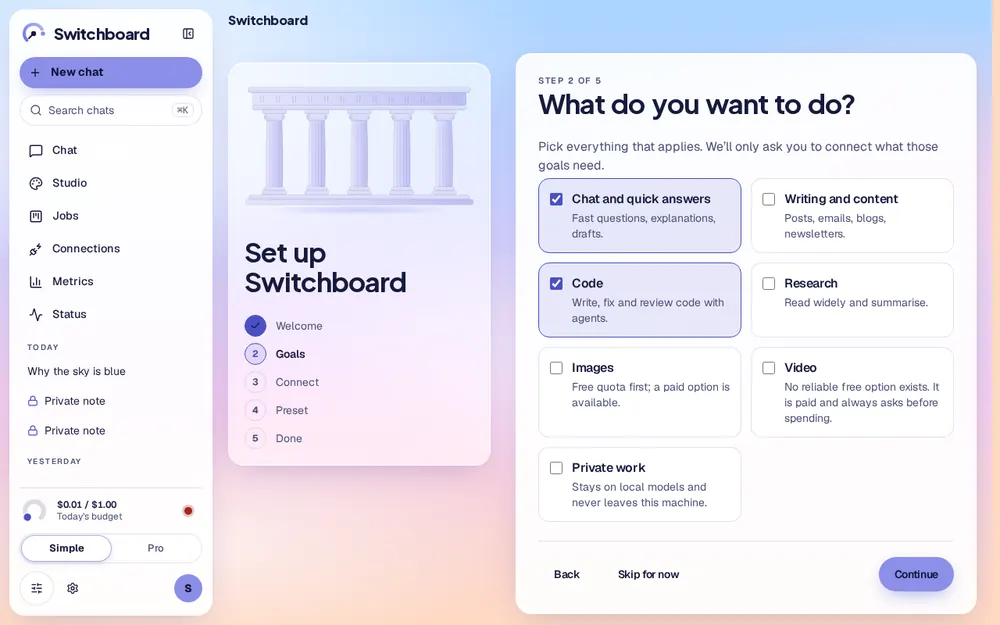 Switchboard
New chat
Search chats
⌘K
Chat
Studio
Jobs
Connections
Metrics
Status
TODAY
Why the sky is blue
Private note
Private note
YESTERDAY
$0.01 / $1.00
Today's budget
Simple
Pro
S
Switchboard
Set up
Switchboard
Welcome
2 Goals
3 Connect
4 Preset
5 Done
STEP 2 OF 5
What do you want to do?
Pick everything that applies. We'll only ask you to connect what those
goals need.
Chat and quick answers
Fast questions, explanations,
drafts.
Writing and content
Posts, emails, blogs,
newsletters.
Code
Write, fix and review code with
agents.
Research
Read widely and summarise.
Images
Free quota first; a paid option is
available.
Video
No reliable free option exists. It
is paid and always asks before
spending.
Private work
Stays on local models and
never leaves this machine.
Back
Skip for now
Continue